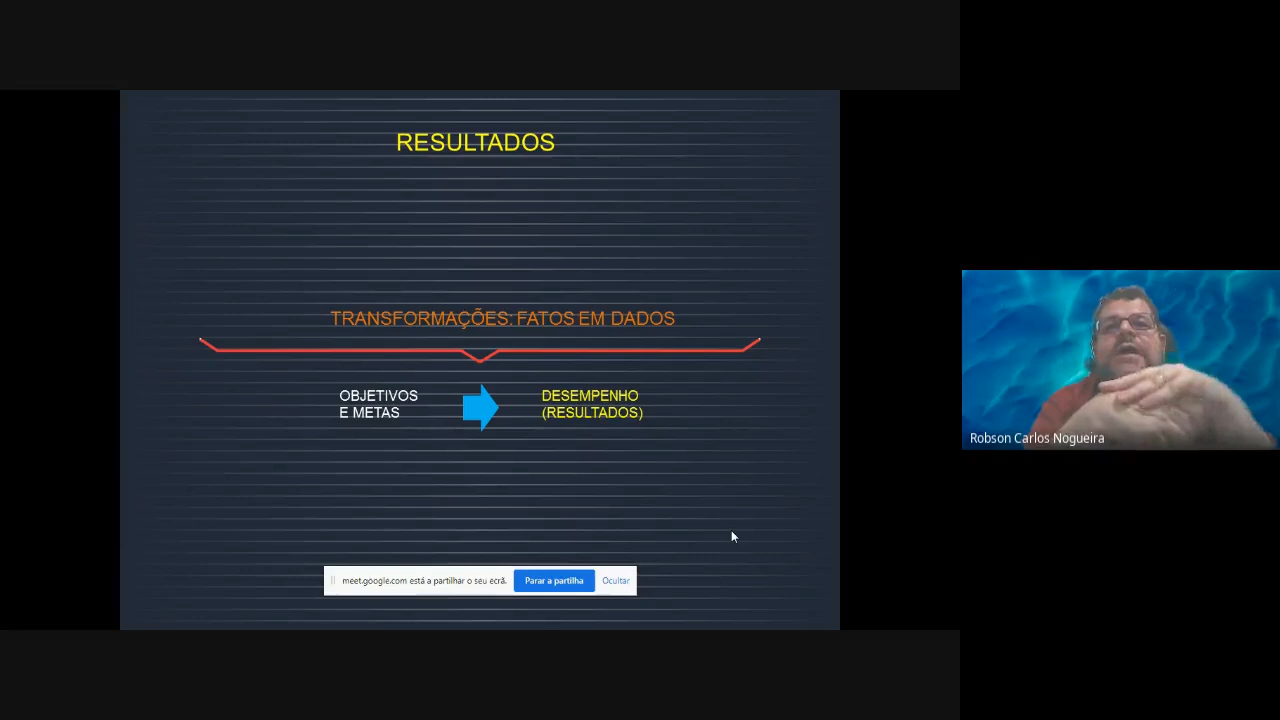 RESULTADOS
TRANSFORMAÇÕES: FATOS EM DADOS
OBJETIVOS
E METAS
DESEMPENHO
(RESULTADOS)
meet.google.com está a partilhar o seu ecrã.
Parar a partilha
Ocultar
Robson Carlos Nogueira